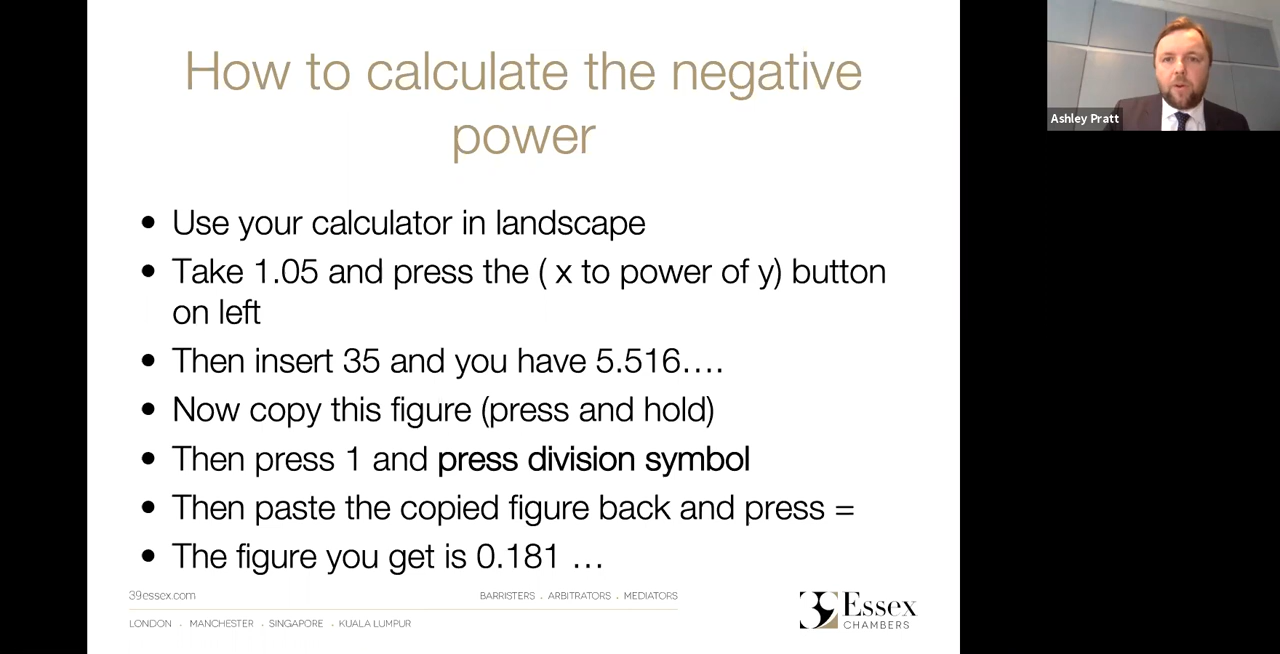 How to calculate the negative
power
• Use your calculator in landscape
• Take 1.05 and press the ( x to power of y) button
on left
• Then insert 35 and you have 5.516….
• Now copy this figure (press and hold)
• Then press 1 and press division symbol
• Then paste the copied figure back and press =
• The figure you get is 0.181 …
39essex.com
BARRISTERS . ARBITRATORS . MEDIATORS
LONDON . MANCHESTER . SINGAPORE . KUALA LUMPUR
39 Essex
CHAMBERS
Ashley Pratt